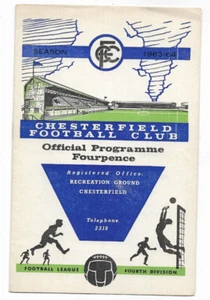 CFC
SEASON 1963-64
CHESTERFIELD
FOOTBALL CLUB
Official Programme
Fourpence
Registered Office:
RECREATION GROUND
CHESTERFIELD
Telephone
2318
FOOTBALL LEAGUE FOURTH DIVISION